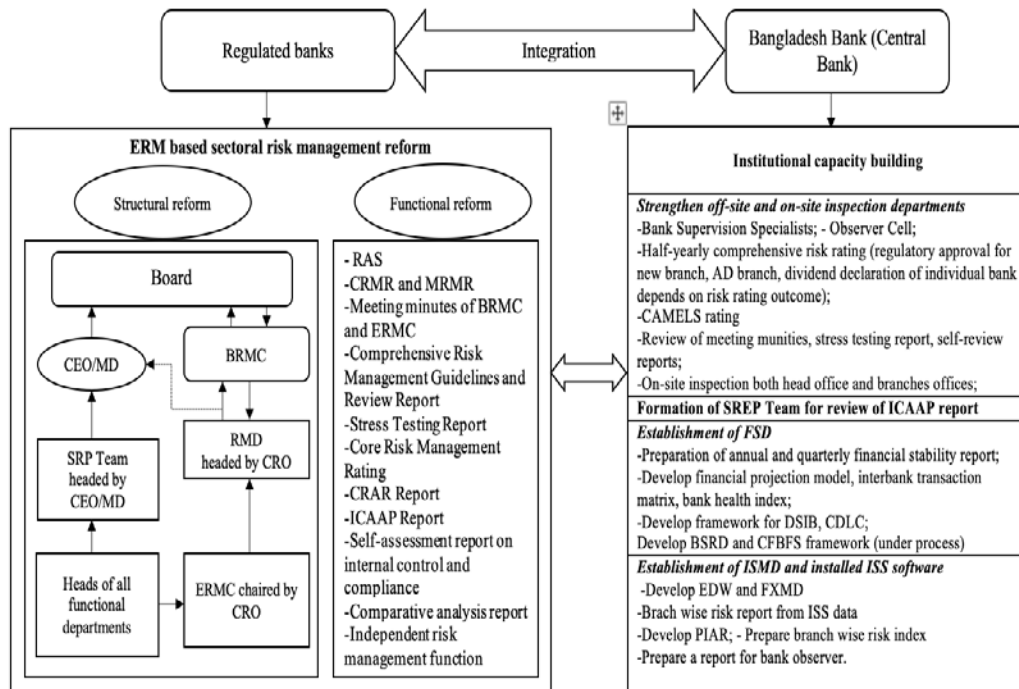 Regulated banks
Integration
Bangladesh Bank (Central
Bank)
ERM based sectoral risk management reform
Structural reform
Functional reform
Board
CEO/MD
BRMC
SRP Team
headed by
CEO/MD
RMD
headed by CRO
Heads of all
functional
departments
ERMC chaired by
CRO
- RAS
-CRMR and MRMR
-Meeting minutes of BRMC
and ERMC
-Comprehensive Risk
Management Guidelines and
Review Report
-Stress Testing Report
-Core Risk Management
Rating
-CRAR Report
-ICAAP Report
-Self-assessment report on
internal control and
compliance
-Comparative analysis report
-Independent risk
management function
Institutional capacity building
Strengthen off-site and on-site inspection departments
-Bank Supervision Specialists; - Observer Cell;
-Half-yearly comprehensive risk rating (regulatory approval for
new branch, AD branch, dividend declaration of individual bank
depends on risk rating outcome);
-CAMELS rating
-Review of meeting munities, stress testing report, self-review
reports;
-On-site inspection both head office and branches offices;
Formation of SREP Team for review of ICAAP report
Establishment of FSD
-Preparation of annual and quarterly financial stability report;
-Develop financial projection model, interbank transaction
matrix, bank health index;
-Develop framework for DSIB, CDLC;
Develop BSRD and CFBFS framework (under process)
Establishment of ISMD and installed ISS software
-Develop EDW and FXMD
-Brach wise risk report from ISS data
-Develop PIAR; - Prepare branch wise risk index
-Prepare a report for bank observer.